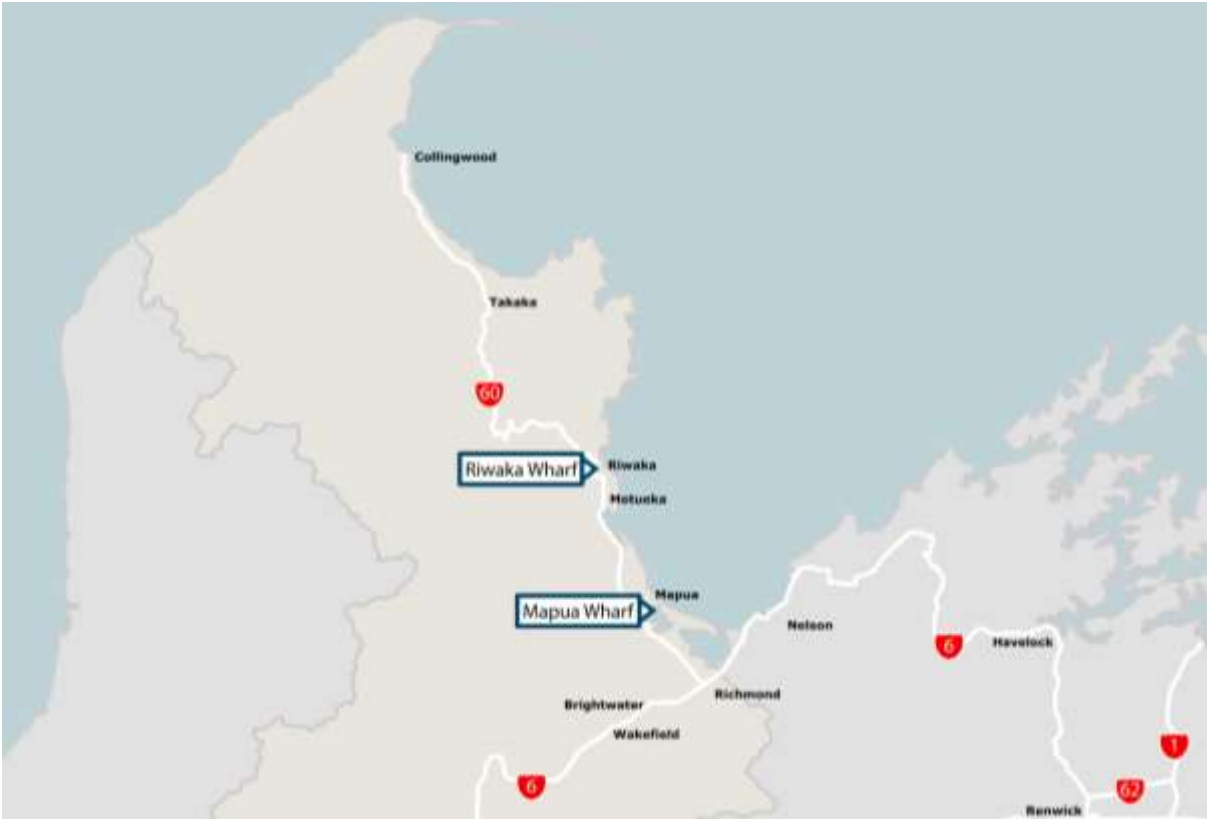 Collingwood
Takaka
60
Riwaka Wharf
Riwaka
Motueka
Mapua
Mapua Wharf
Nelson
6
Havelock
Richmond
Brightwater
Wakefield
1
6
62
Renwick